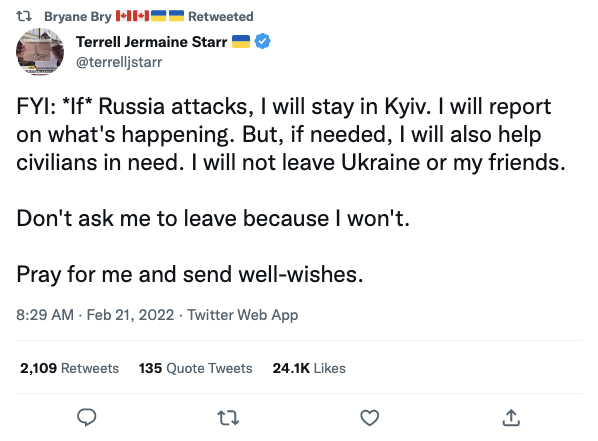 Bryane Bry 🇨🇦🇨🇦🇺🇦🇺🇦 Retweeted
Terrell Jermaine Starr 🇺🇦
@terrelljstarr
FYI: *If* Russia attacks, I will stay in Kyiv. I will report
on what's happening. But, if needed, I will also help
civilians in need. I will not leave Ukraine or my friends.
Don't ask me to leave because I won't.
Pray for me and send well-wishes.
8:29 AM · Feb 21, 2022 · Twitter Web App
2,109 Retweets 135 Quote Tweets 24.1K Likes